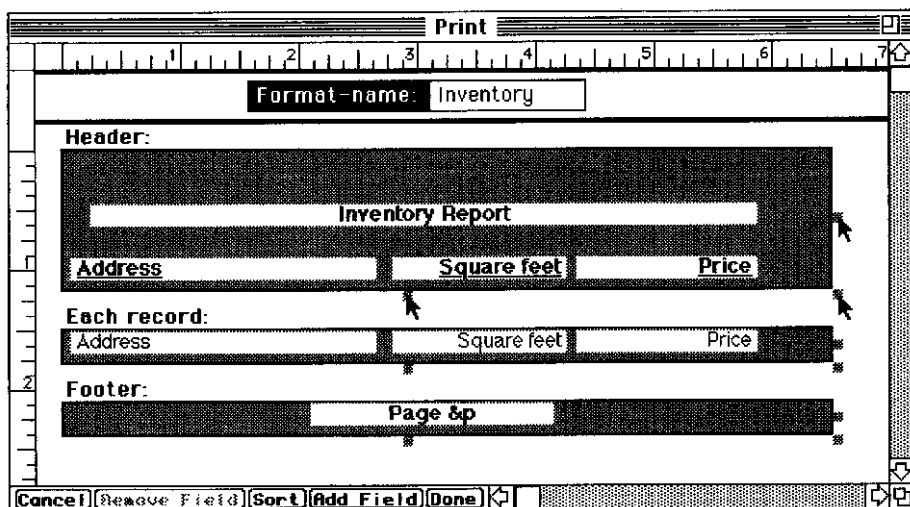 Print
1 2 3 4 5 6 7
Format-name: Inventory
Header:
Inventory Report
1
Address Square feet Price
Each record:
Address Square feet Price
2
Footer:
Page &p
Cancel Remove Field Sort Add Field Done